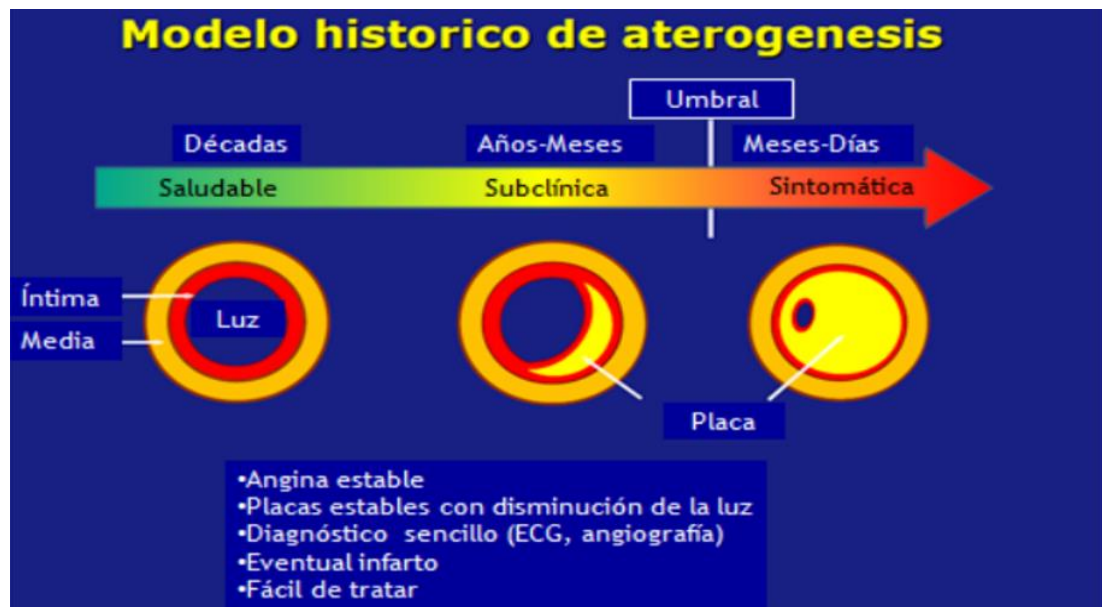 Modelo historico de aterogenesis
Umbral
Décadas
Años-Meses
Meses-Días
Saludable
Subclínica
Sintomática
Íntima
Luz
Media
Placa
•Angina estable
•Placas estables con disminución de la luz
•Diagnóstico sencillo (ECG, angiografía)
•Eventual infarto
•Fácil de tratar